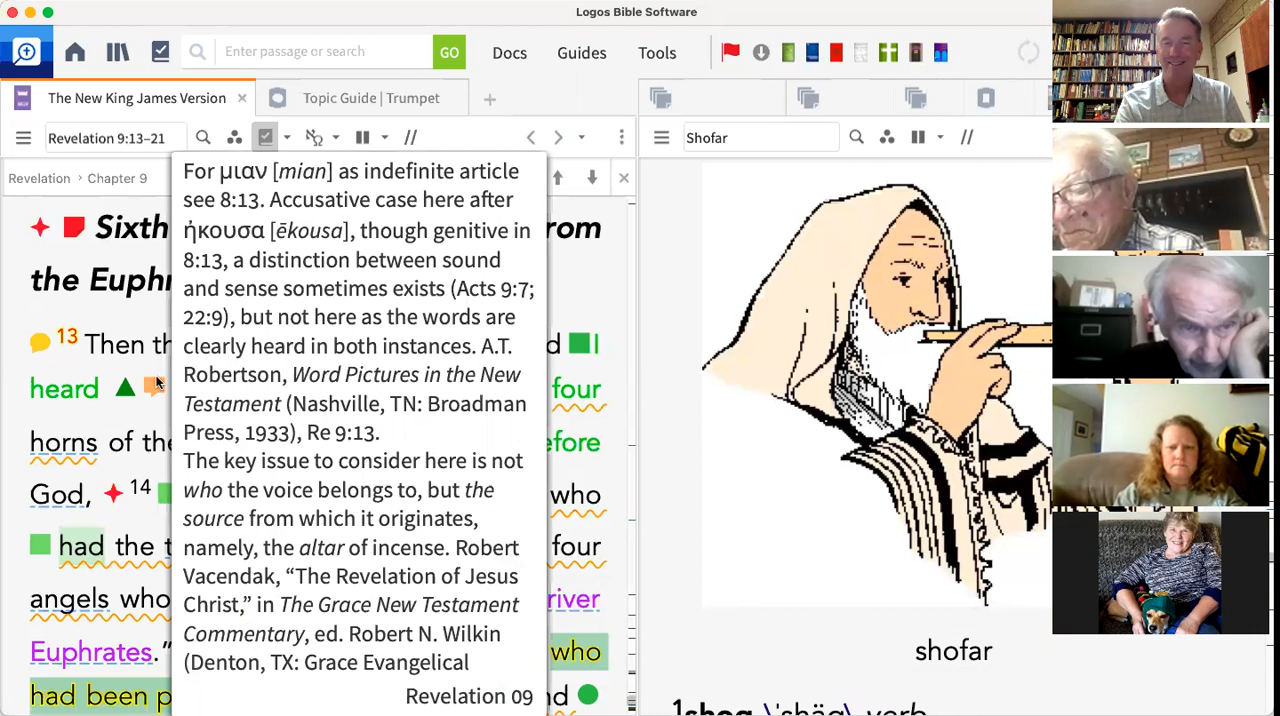 Logos Bible Software
Enter passage or search
GO
Docs
Guides
Tools
The New King James Version
Topic Guide | Trumpet
Revelation 9:13–21
Shofar
Revelation › Chapter 9
Sixth
rom
the Euphr
13 Then th
d I
heard
four
horns of the
efore
God, 14
who
had the t
four
angels who
river
Euphrates.”
who
had been p
nd
For μιαν [mian] as indefinite article
see 8:13. Accusative case here after
ἠκουσα [ēkousa], though genitive in
8:13, a distinction between sound
and sense sometimes exists (Acts 9:7;
22:9), but not here as the words are
clearly heard in both instances. A.T.
Robertson, Word Pictures in the New
Testament (Nashville, TN: Broadman
Press, 1933), Re 9:13.
The key issue to consider here is not
who the voice belongs to, but the
source from which it originates,
namely, the altar of incense. Robert
Vacendak, “The Revelation of Jesus
Christ,” in The Grace New Testament
Commentary, ed. Robert N. Wilkin
(Denton, TX: Grace Evangelical
Revelation 09
shofar